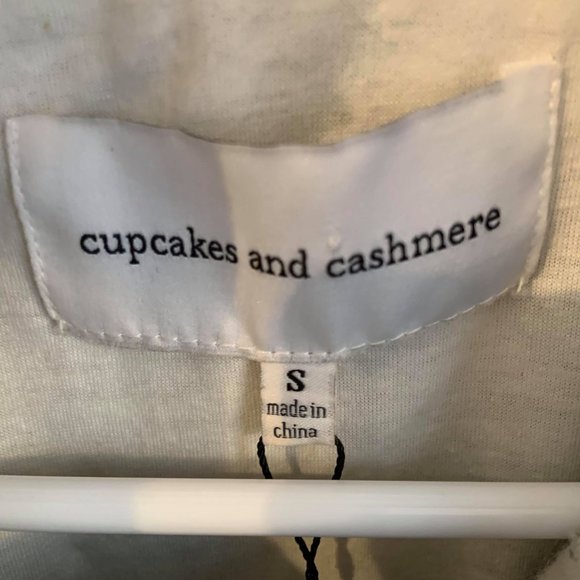 cupcakes and cashmere
S
made in
china